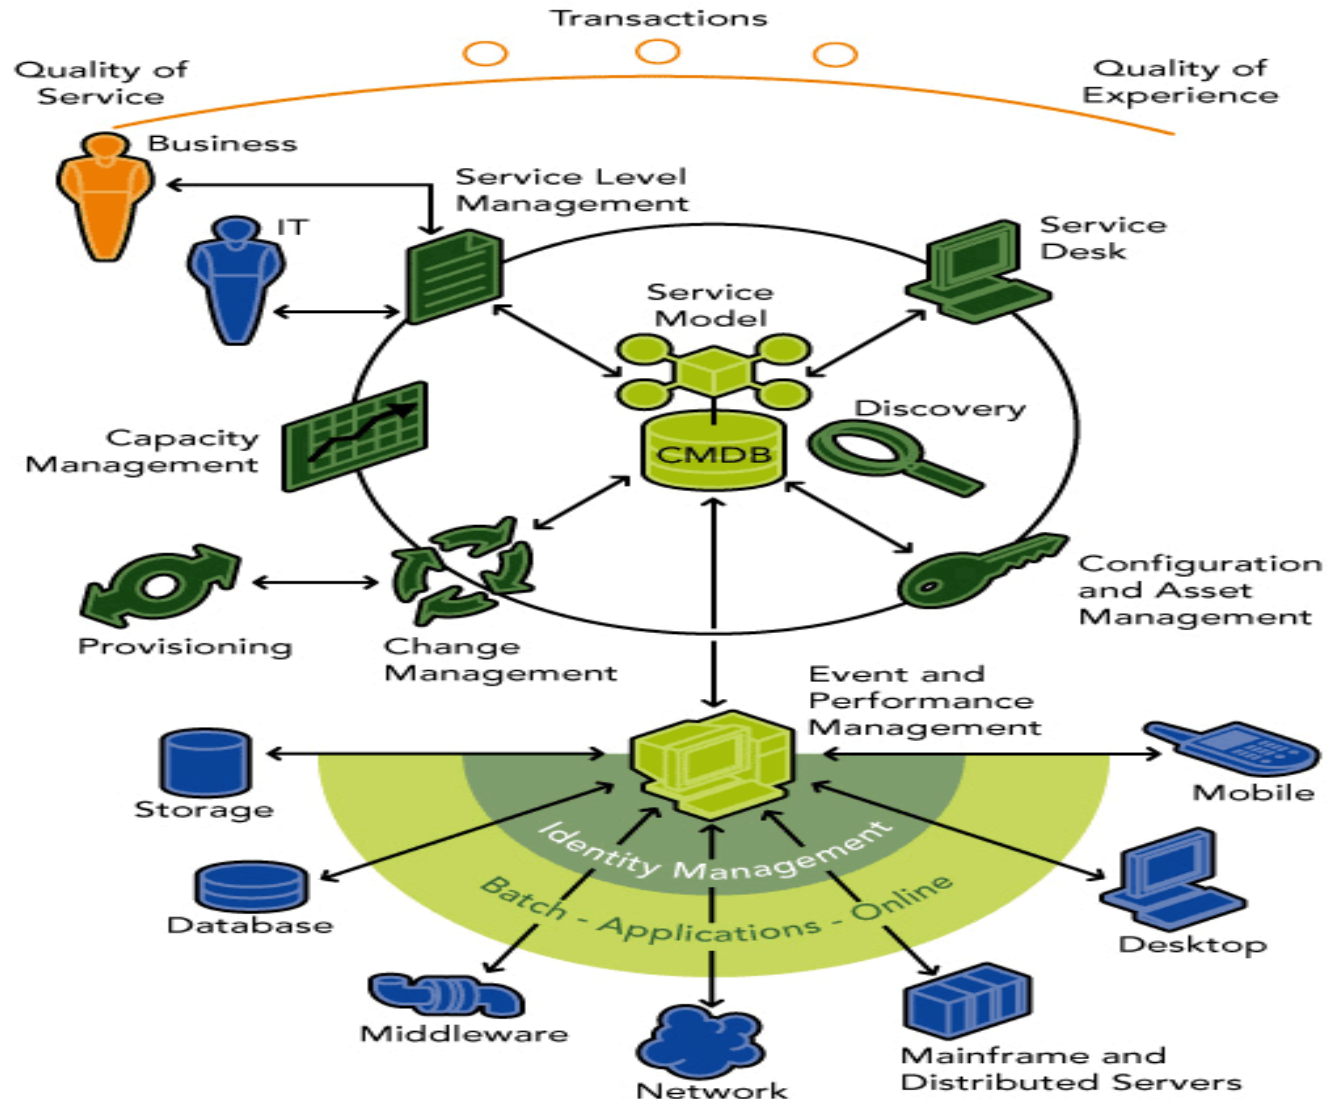 Transactions
Quality of
Service
Quality of
Experience
Business
Service Level
Management
IT
Service
Desk
Service
Model
Discovery
Capacity
Management
CMDB
Configuration
and Asset
Management
Provisioning
Change
Management
Event and
Performance
Management
Storage
Mobile
Identity Management
Batch - Applications - Online
Database
Desktop
Middleware
Network
Mainframe and
Distributed Servers